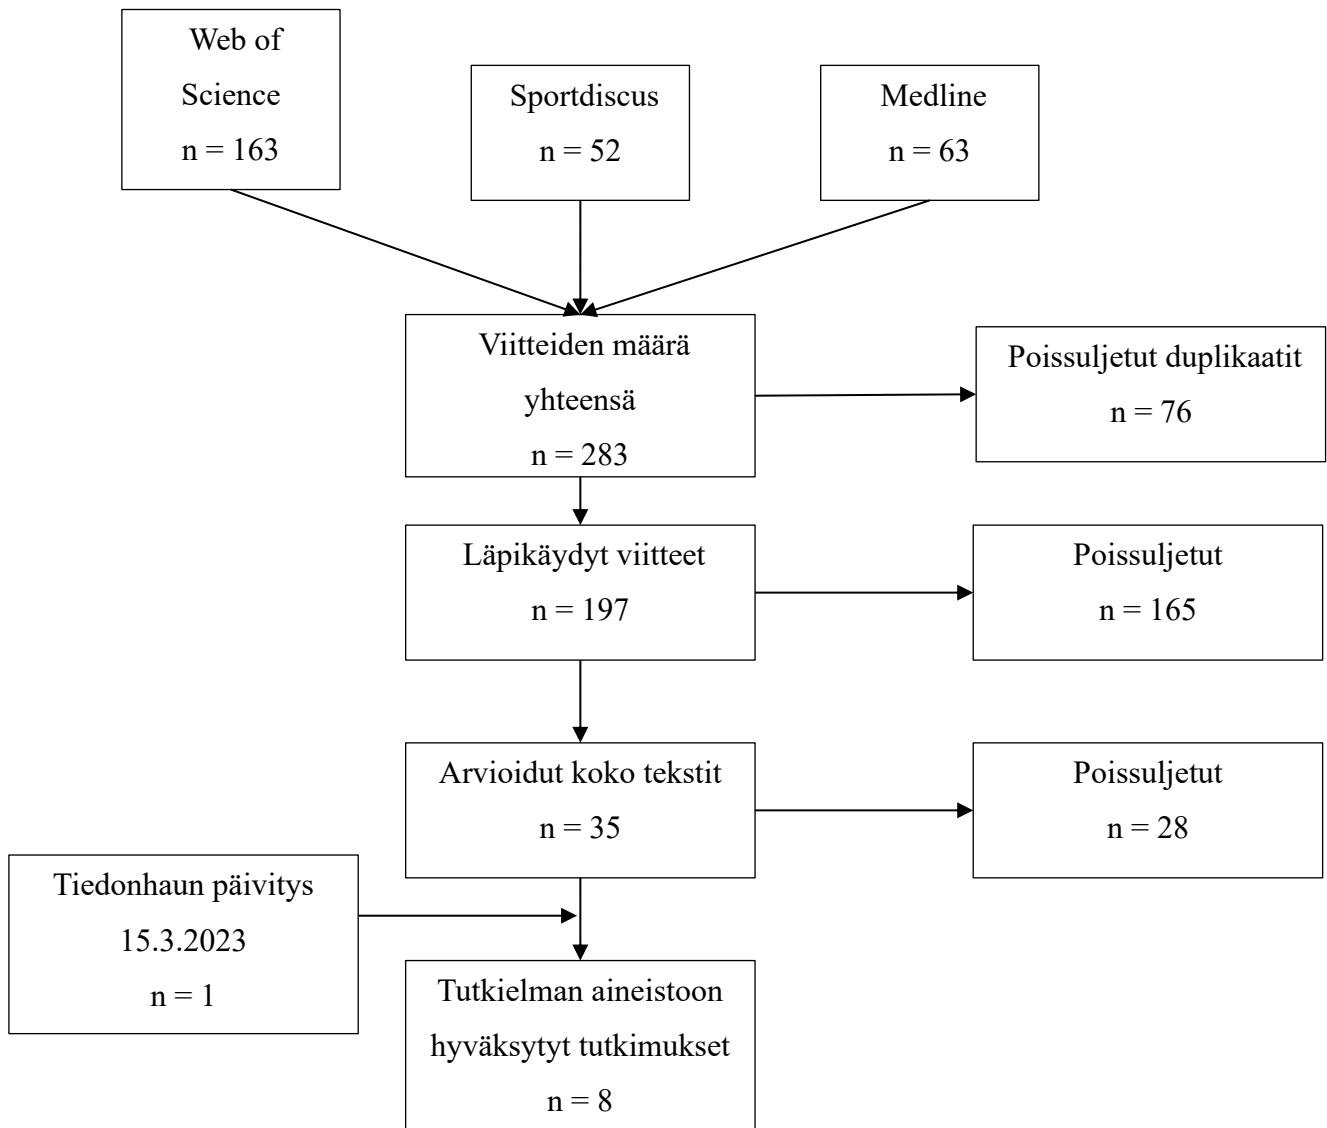 Web of
Science
n = 163
Sportdiscus
n = 52
Medline
n = 63
Viitteiden määrä
yhteensä
n = 283
Poissuljetut duplikaatit
n = 76
Läpikäydyt viitteet
n = 197
Poissuljetut
n = 165
Arvioidut koko tekstit
n = 35
Poissuljetut
n = 28
Tiedonhaun päivitys
15.3.2023
n = 1
Tutkielman aineistoon
hyväksytyt tutkimukset
n = 8